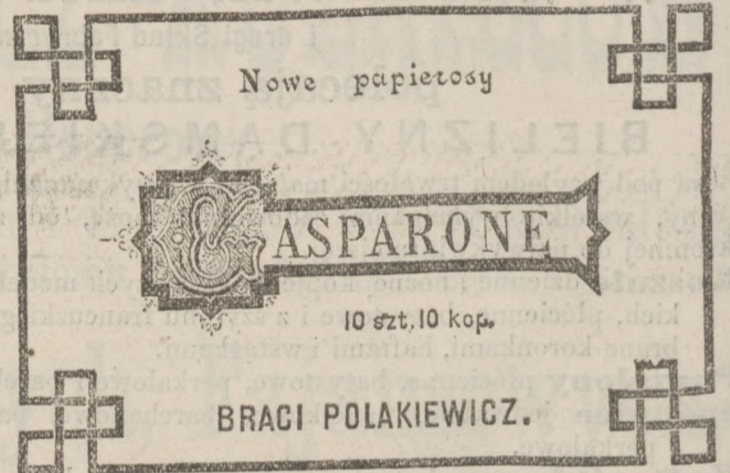 Nowe papierosy
GASPARONE
10 szt. 10 kop.
BRACI POLAKIEWICZ.